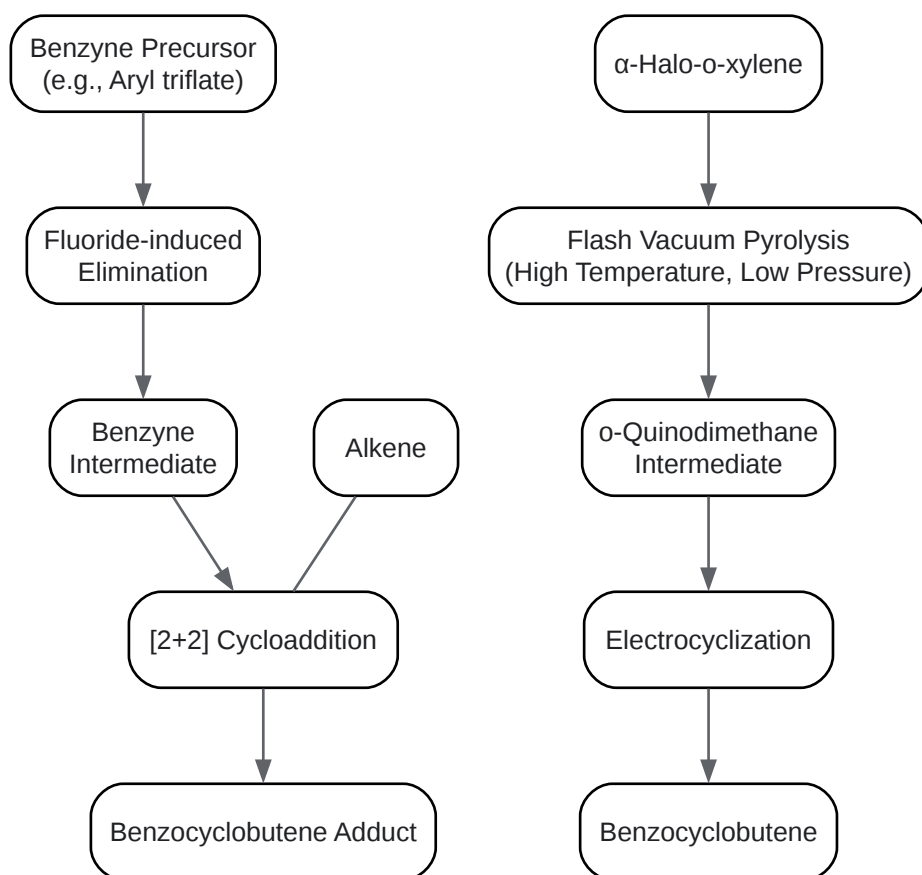 Benzyne Precursor
(e.g., Aryl triflate)
Fluoride-induced
Elimination
Benzyne
Intermediate
Alkene
[2+2] Cycloaddition
Benzocyclobutene Adduct
α-Halo-o-xylene
Flash Vacuum Pyrolysis
(High Temperature, Low Pressure)
o-Quinodimethane
Intermediate
Electrocyclization
Benzocyclobutene